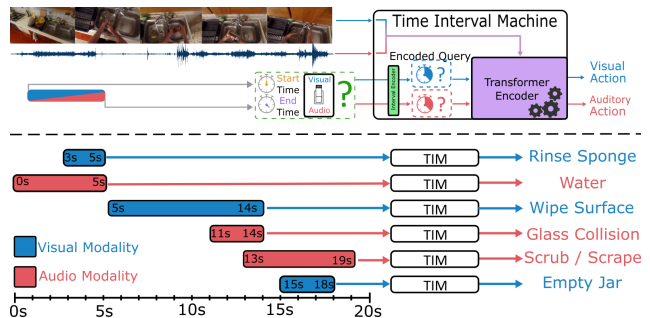 Time Interval Machine
Encoded Query
Start
Time
End
Time
Visual
Audio
?
Interval Encoder
?
?
Transformer
Encoder
Visual
Action
Auditory
Action
3s 5s TIM Rinse Sponge
0s 5s TIM Water
5s 14s TIM Wipe Surface
11s 14s TIM Glass Collision
13s 19s TIM Scrub / Scrape
15s 18s TIM Empty Jar
Visual Modality
Audio Modality
0s 5s 10s 15s 20s